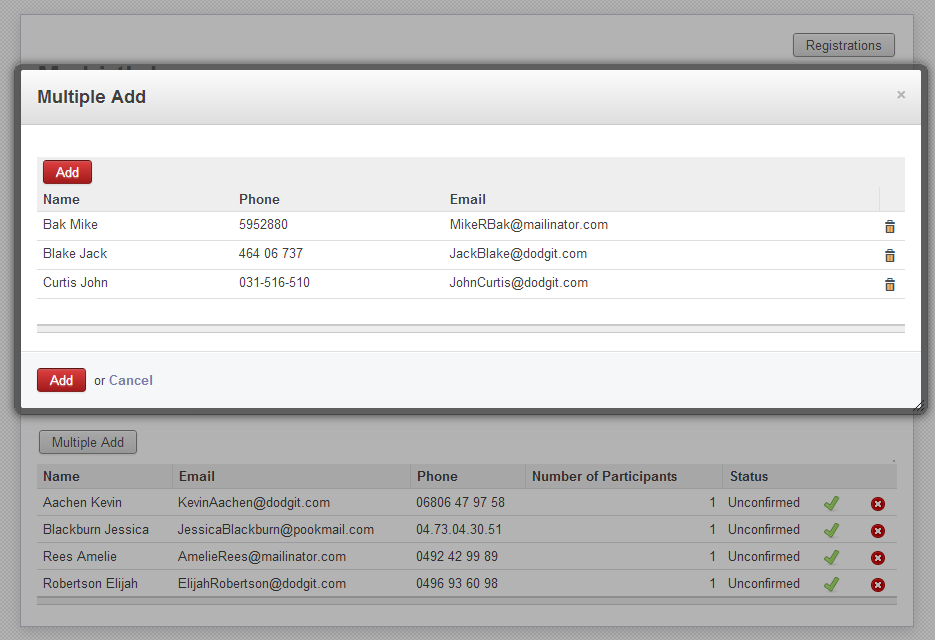 Registrations
Multiple Add ×
Add
Name Phone Email
Bak Mike 5952880 MikeRBak@mailinator.com
Blake Jack 464 06 737 JackBlake@dodgit.com
Curtis John 031-516-510 JohnCurtis@dodgit.com
Add or Cancel
Multiple Add
Name Email Phone Number of Participants Status
Aachen Kevin KevinAachen@dodgit.com 06806 47 97 58 1 Unconfirmed
Blackburn Jessica JessicaBlackburn@pookmail.com 04.73.04.30.51 1 Unconfirmed
Rees Amelie AmelieRees@mailinator.com 0492 42 99 89 1 Unconfirmed
Robertson Elijah ElijahRobertson@dodgit.com 0496 93 60 98 1 Unconfirmed